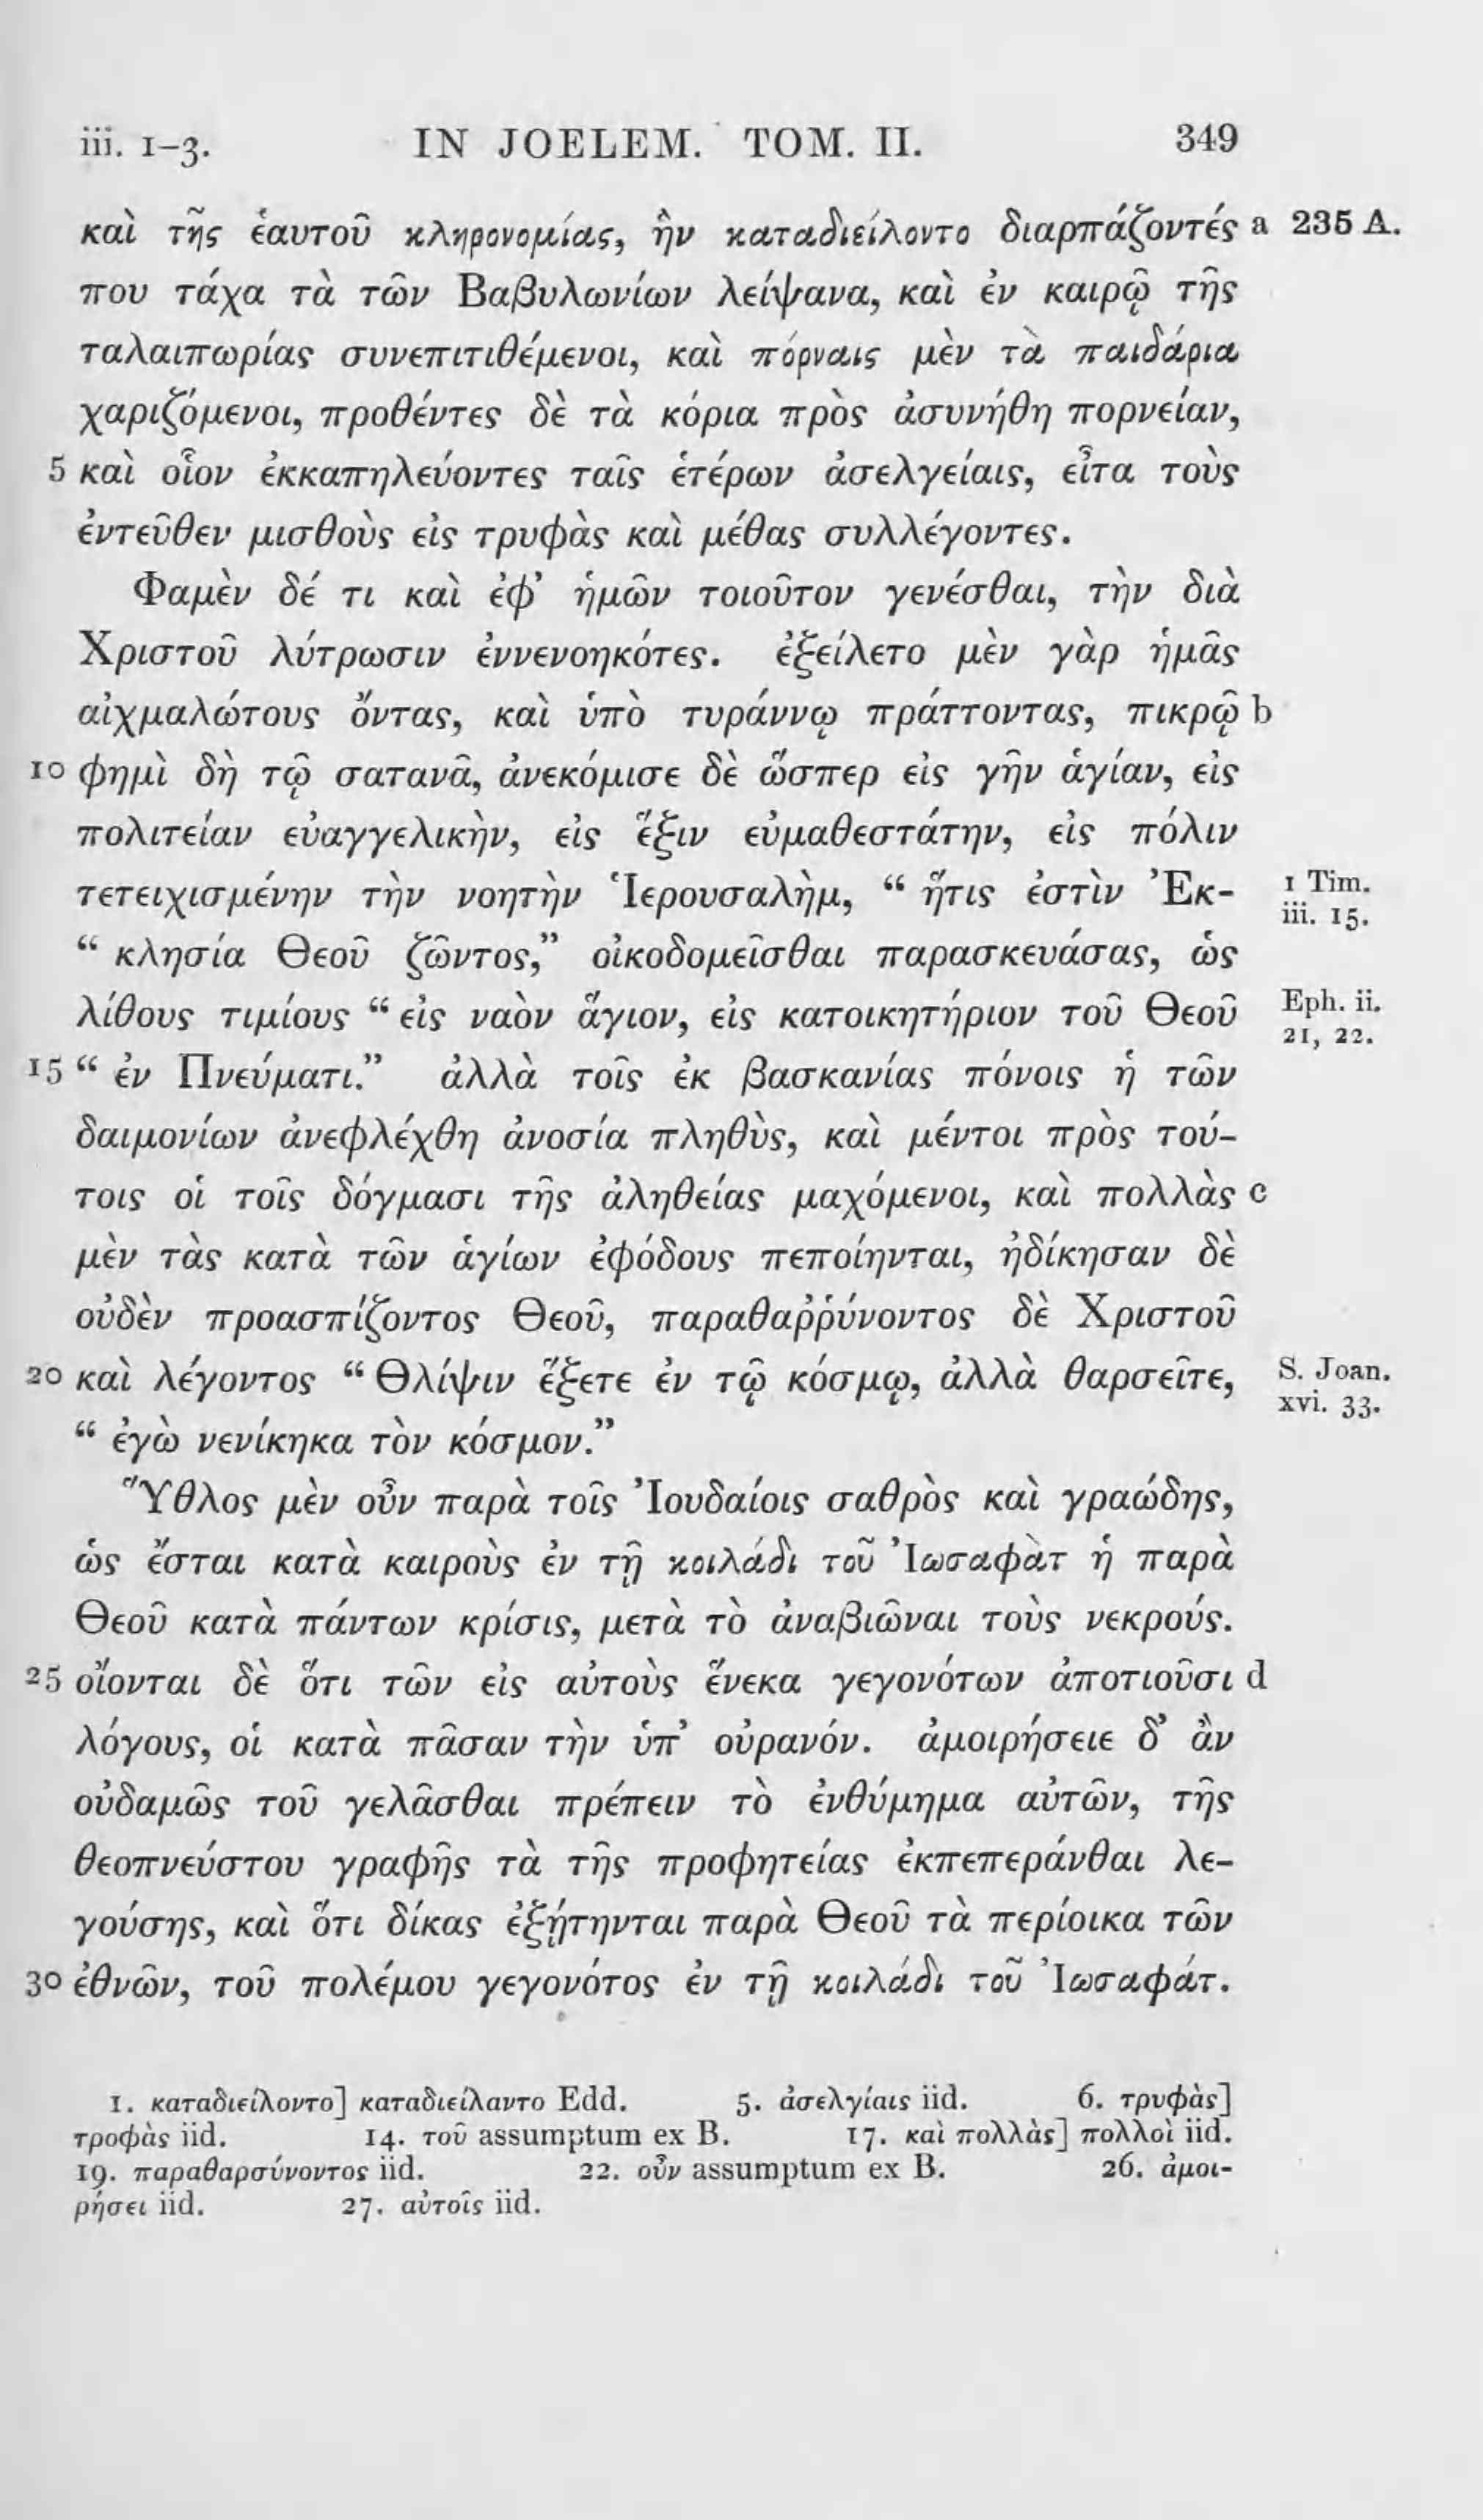 iii. 1-3. IN JOELEM. TOM. II. 349
καὶ τῆς ἑαυτοῦ κληρονομίας, ἣν καταδιείλοντο διαρπάζοντές a 235 A.
που τάχα τὰ τῶν Βαβυλωνίων λείψανα, καὶ ἐν καιρῷ τῆς
ταλαιπωρίας συνεπιτιθέμενοι, καὶ πόρναις μὲν τὰ παιδάρια
χαριζόμενοι, προθέντες δὲ τὰ κόρια πρὸς ἀσυνήθη πορνείαν,
5 καὶ οἷον ἐκκαπηλεύοντες ταῖς ἑτέρων ἀσελγείαις, εἶτα τοὺς
ἐντεῦθεν μισθοὺς εἰς τρυφὰς καὶ μέθας συλλέγοντες.
Φαμὲν δέ τι καὶ ἐφ’ ἡμῶν τοιοῦτον γενέσθαι, τὴν διὰ
Χριστοῦ λύτρωσιν ἐννενοηκότες. ἐξείλετο μὲν γὰρ ἡμᾶς
αἰχμαλώτους ὄντας, καὶ ὑπὸ τυράννῳ πράττοντας, πικρῷ b
10 φημὶ δὴ τῷ σατανᾷ, ἀνεκόμισε δὲ ὥσπερ εἰς γῆν ἁγίαν, εἰς
πολιτείαν εὐαγγελικὴν, εἰς ἕξιν εὐμαθεστάτην, εἰς πόλιν
τετειχισμένην τὴν νοητὴν Ἱερουσαλὴμ, “ ἥτις ἐστὶν Ἐκ- 1 Tim.
iii. 15.
“ κλησία Θεοῦ ζῶντος,” οἰκοδομεῖσθαι παρασκευάσας, ὡς
λίθους τιμίους “ εἰς ναὸν ἅγιον, εἰς κατοικητήριον τοῦ Θεοῦ Eph. ii.
21, 22.
15 “ ἐν Πνεύματι.” ἀλλὰ τοῖς ἐκ βασκανίας πόνοις ἡ τῶν
δαιμονίων ἀνεφλέχθη ἀνοσία πληθὺς, καὶ μέντοι πρὸς τού-
τοις οἱ τοῖς δόγμασι τῆς ἀληθείας μαχόμενοι, καὶ πολλὰς c
μὲν τὰς κατὰ τῶν ἁγίων ἐφόδους πεποίηνται, ἠδίκησαν δὲ
οὐδὲν προασπίζοντος Θεοῦ, παραθαῤῥύνοντος δὲ Χριστοῦ
20 καὶ λέγοντος “ Θλίψιν ἕξετε ἐν τῷ κόσμῳ, ἀλλὰ θαρσεῖτε, S. Joan.
xvi. 33.
“ ἐγὼ νενίκηκα τὸν κόσμον.”
Ὕθλος μὲν οὖν παρὰ τοῖς Ἰουδαίοις σαθρὸς καὶ γραώδης,
ὡς ἔσται κατὰ καιροὺς ἐν τῇ κοιλάδι τοῦ Ἰωσαφὰτ ἡ παρὰ
Θεοῦ κατὰ πάντων κρίσις, μετὰ τὸ ἀναβιῶναι τοὺς νεκρούς.
25 οἴονται δὲ ὅτι τῶν εἰς αὐτοὺς ἕνεκα γεγονότων ἀποτιοῦσι d
λόγους, οἱ κατὰ πᾶσαν τὴν ὑπ’ οὐρανόν. ἀμοιρήσειε δ’ ἂν
οὐδαμῶς τοῦ γελᾶσθαι πρέπειν τὸ ἐνθύμημα αὐτῶν, τῆς
θεοπνεύστου γραφῆς τὰ τῆς προφητείας ἐκπεπεράνθαι λε-
γούσης, καὶ ὅτι δίκας ἐξῄτηνται παρὰ Θεοῦ τὰ περίοικα τῶν
30 ἐθνῶν, τοῦ πολέμου γεγονότος ἐν τῇ κοιλάδι τοῦ Ἰωσαφάτ.
1. καταδιείλοντο] καταδιείλαντο Edd. 5. ἀσελγίαις iid. 6. τρυφὰς]
τροφὰς iid. 14. τοῦ assumptum ex B. 17. καὶ πολλὰς] πολλοὶ iid.
19. παραθαρσύνοντος iid. 22. οὖν assumptum ex B. 26. ἀμοι-
ρήσει iid. 27. αὐτοῖς iid.